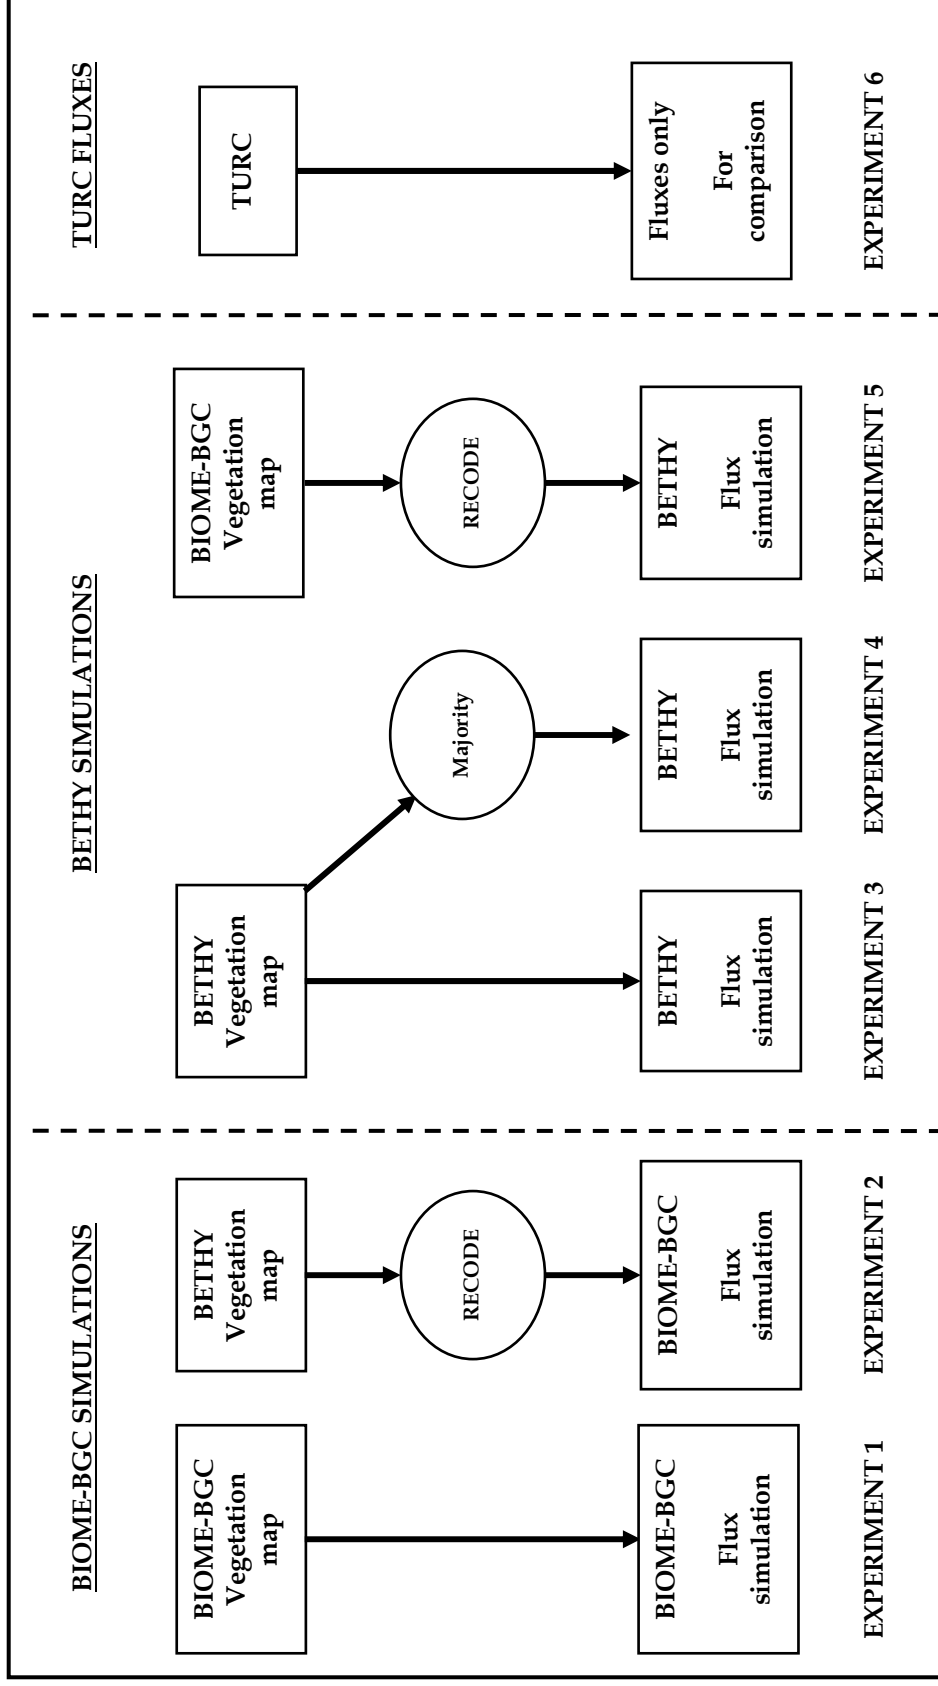 BIOME-BGC SIMULATIONS
BIOME-BGC
Vegetation
map
BIOME-BGC
Flux
simulation
EXPERIMENT 1
BETHY
Vegetation
map
RECODE
BIOME-BGC
Flux
simulation
EXPERIMENT 2
BETHY SIMULATIONS
BETHY
Vegetation
map
BETHY
Flux
simulation
EXPERIMENT 3
Majority
BETHY
Flux
simulation
EXPERIMENT 4
BIOME-BGC
Vegetation
map
RECODE
BETHY
Flux
simulation
EXPERIMENT 5
TURC FLUXES
TURC
Fluxes only
For
comparison
EXPERIMENT 6